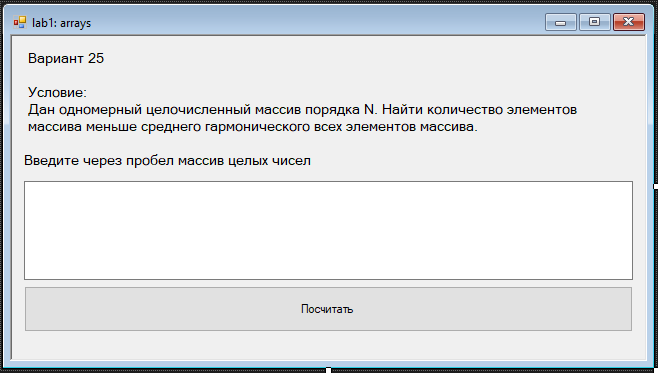 lab1: arrays
Вариант 25
Условие:
Дан одномерный целочисленный массив порядка N. Найти количество элементов
массива меньше среднего гармонического всех элементов массива.
Введите через пробел массив целых чисел
Посчитать